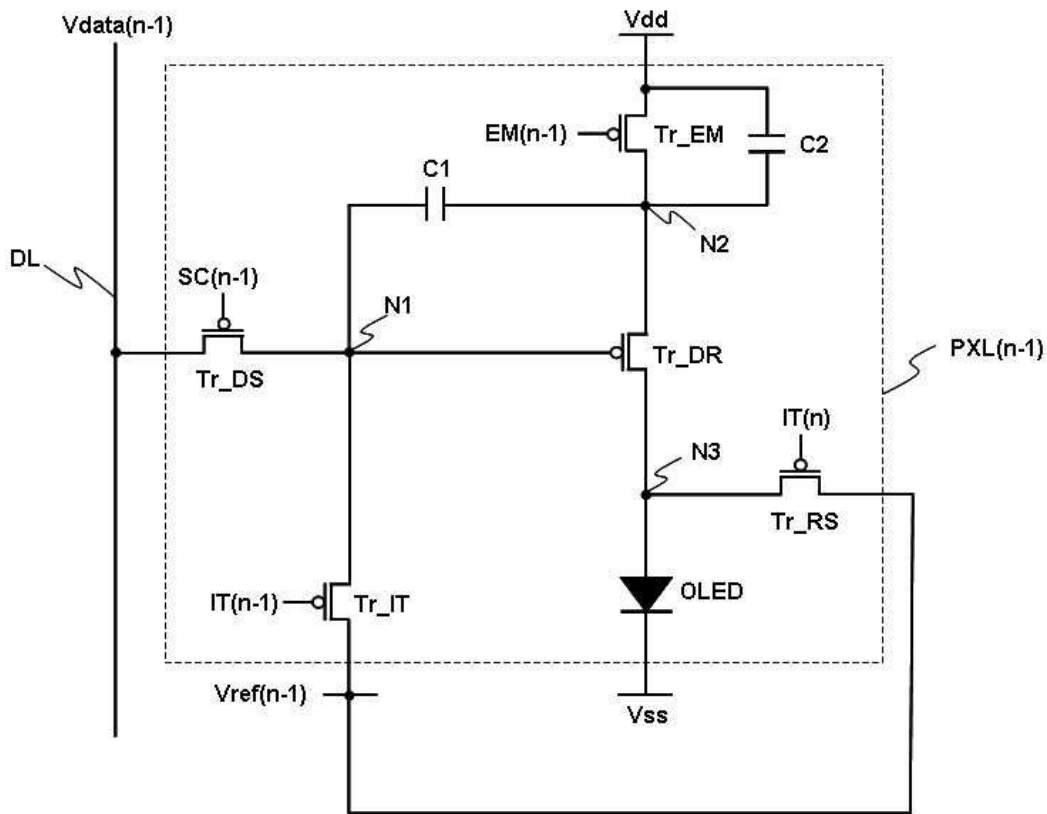 Vdata(n-1)
Vdd
EM(n-1)
Tr_EM
C2
C1
N2
DL
SC(n-1)
N1
Tr_DS
Tr_DR
PXL(n-1)
IT(n)
N3
Tr_RS
IT(n-1)
Tr_IT
OLED
Vref(n-1)
Vss